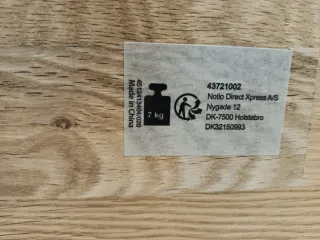 43721002
Notio Direct Xpress A/S
Nygade 12
DK-7500 Holstebro
DK32150993
7 kg
Made in China